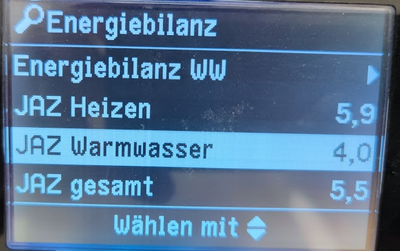 Energiebilanz
Energiebilanz WW
JAZ Heizen 5,9
JAZ Warmwasser 4,0
JAZ gesamt 5,5
Wählen mit